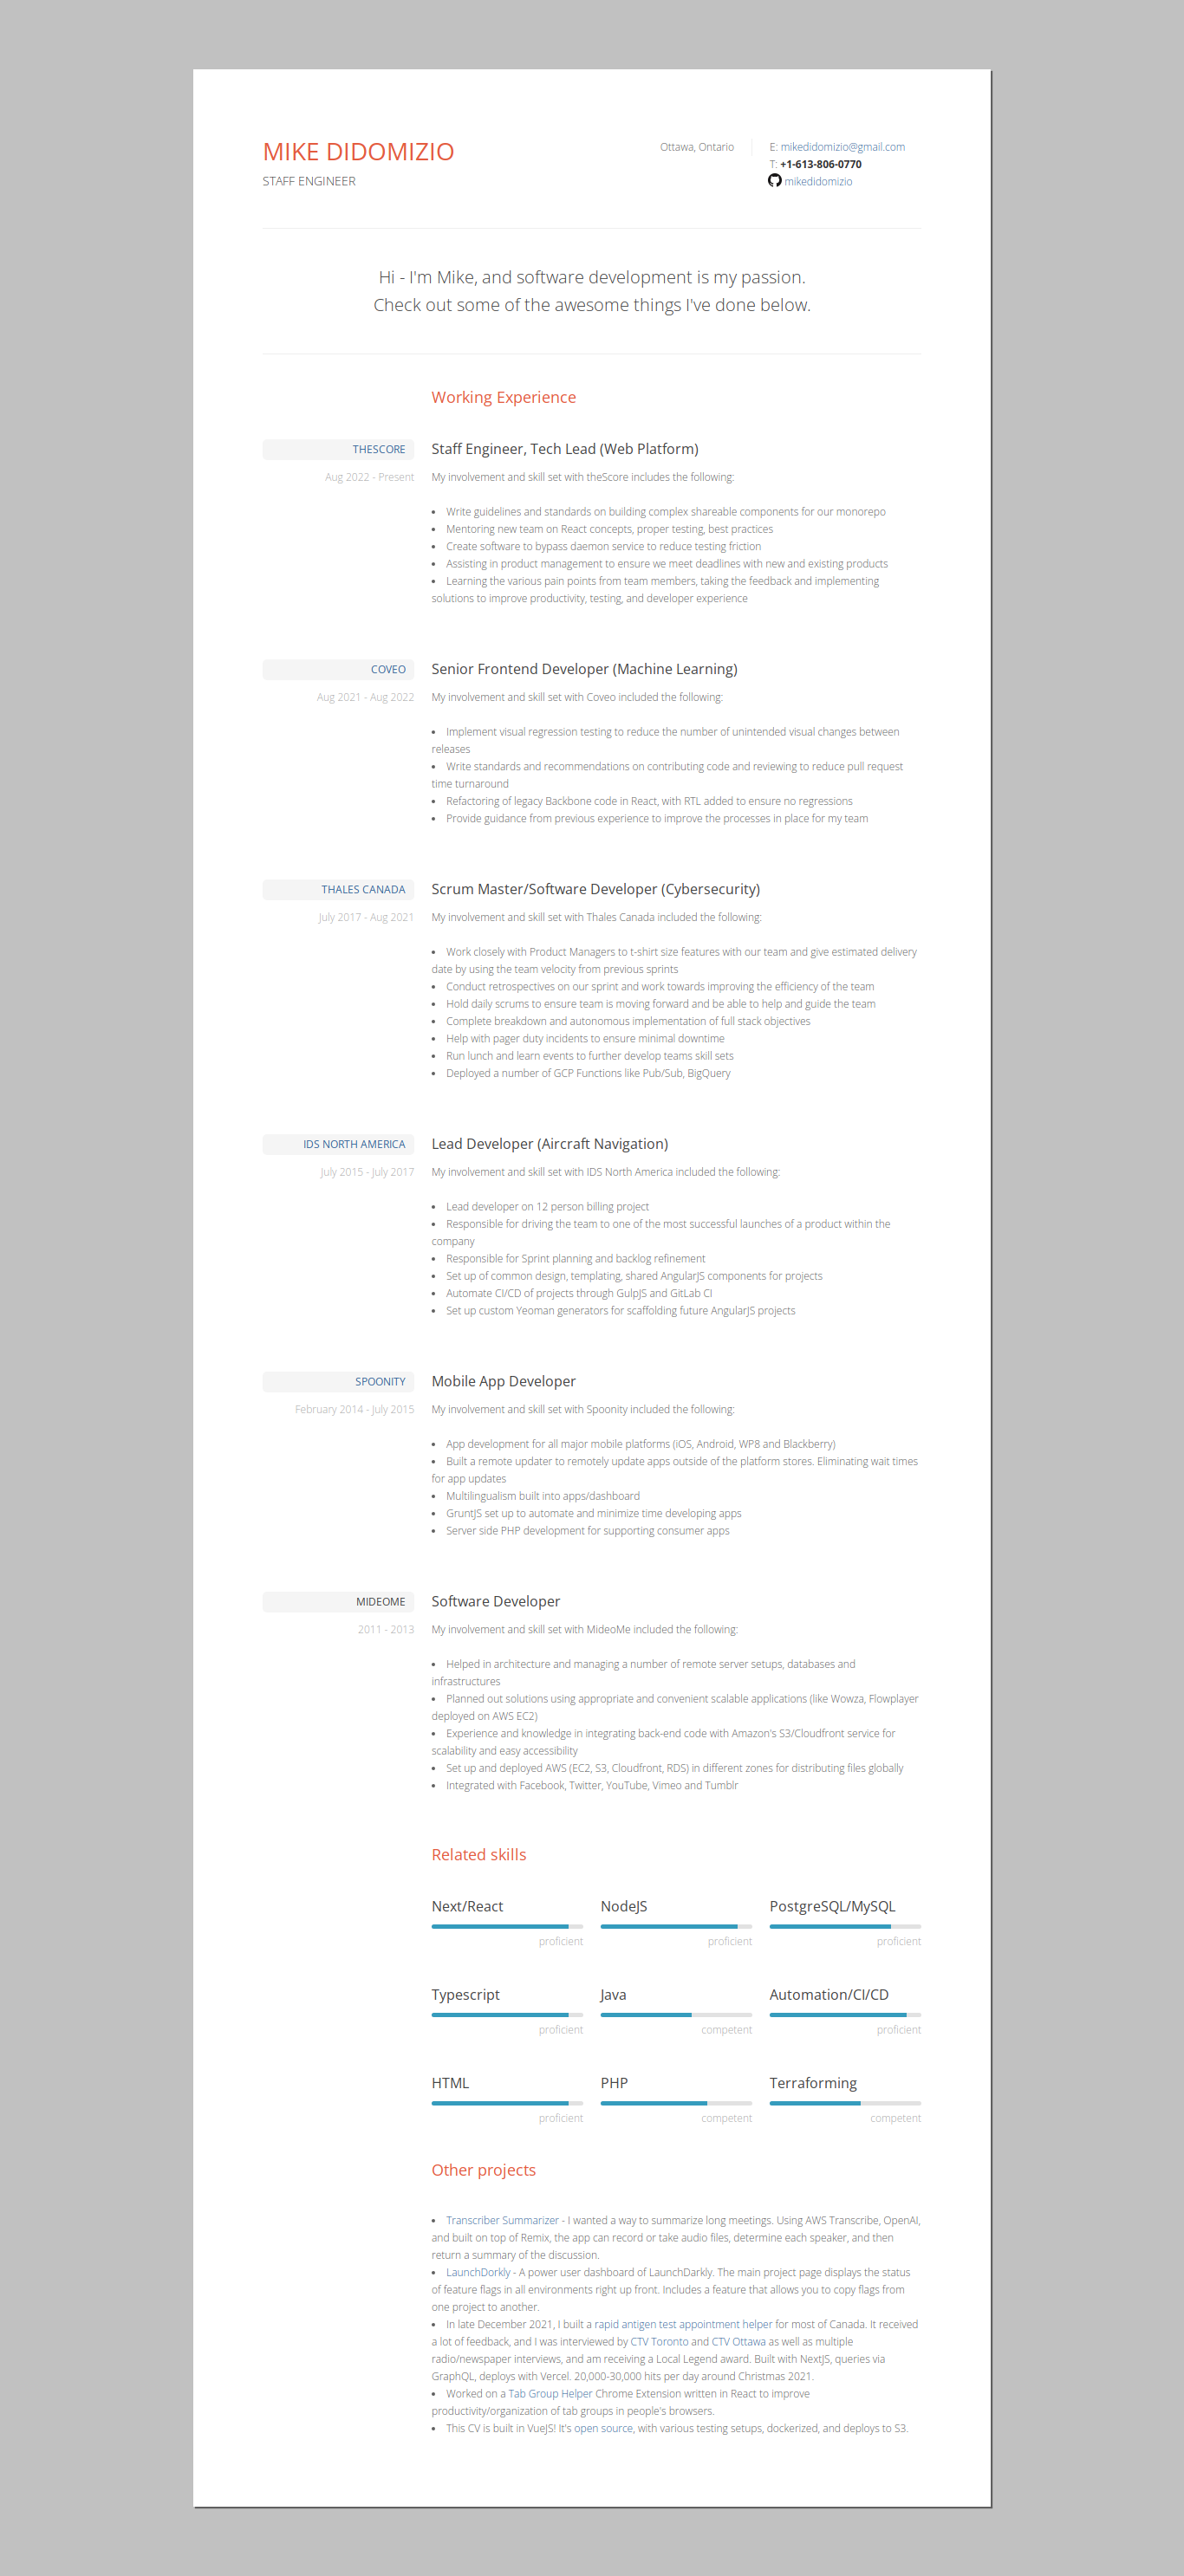 MIKE DIDOMIZIO
STAFF ENGINEER
Ottawa, Ontario
E: mikedidomizio@gmail.com
T: +1-613-806-0770
mikedidomizio
Hi - I'm Mike, and software development is my passion.
Check out some of the awesome things I've done below.
Working Experience
THESCORE
Aug 2022 - Present
Staff Engineer, Tech Lead (Web Platform)
My involvement and skill set with theScore includes the following:
• Write guidelines and standards on building complex shareable components for our monorepo
• Mentoring new team on React concepts, proper testing, best practices
• Create software to bypass daemon service to reduce testing friction
• Assisting in product management to ensure we meet deadlines with new and existing products
• Learning the various pain points from team members, taking the feedback and implementing
solutions to improve productivity, testing, and developer experience
COVEO
Aug 2021 - Aug 2022
Senior Frontend Developer (Machine Learning)
My involvement and skill set with Coveo included the following:
• Implement visual regression testing to reduce the number of unintended visual changes between
releases
• Write standards and recommendations on contributing code and reviewing to reduce pull request
time turnaround
• Refactoring of legacy Backbone code in React, with RTL added to ensure no regressions
• Provide guidance from previous experience to improve the processes in place for my team
THALES CANADA
July 2017 - Aug 2021
Scrum Master/Software Developer (Cybersecurity)
My involvement and skill set with Thales Canada included the following:
• Work closely with Product Managers to t-shirt size features with our team and give estimated delivery
date by using the team velocity from previous sprints
• Conduct retrospectives on our sprint and work towards improving the efficiency of the team
• Hold daily scrums to ensure team is moving forward and be able to help and guide the team
• Complete breakdown and autonomous implementation of full stack objectives
• Help with pager duty incidents to ensure minimal downtime
• Run lunch and learn events to further develop teams skill sets
• Deployed a number of GCP Functions like Pub/Sub, BigQuery
IDS NORTH AMERICA
July 2015 - July 2017
Lead Developer (Aircraft Navigation)
My involvement and skill set with IDS North America included the following:
• Lead developer on 12 person billing project
• Responsible for driving the team to one of the most successful launches of a product within the
company
• Responsible for Sprint planning and backlog refinement
• Set up of common design, templating, shared AngularJS components for projects
• Automate CI/CD of projects through GulpJS and GitLab CI
• Set up custom Yeoman generators for scaffolding future AngularJS projects
SPOONITY
February 2014 - July 2015
Mobile App Developer
My involvement and skill set with Spoonity included the following:
• App development for all major mobile platforms (iOS, Android, WP8 and Blackberry)
• Built a remote updater to remotely update apps outside of the platform stores. Eliminating wait times
for app updates
• Multilingualism built into apps/dashboard
• GruntJS set up to automate and minimize time developing apps
• Server side PHP development for supporting consumer apps
MIDEOME
2011 - 2013
Software Developer
My involvement and skill set with MideoMe included the following:
• Helped in architecture and managing a number of remote server setups, databases and
infrastructures
• Planned out solutions using appropriate and convenient scalable applications (like Wowza, Flowplayer
deployed on AWS EC2)
• Experience and knowledge in integrating back-end code with Amazon's S3/Cloudfront service for
scalability and easy accessibility
• Set up and deployed AWS (EC2, S3, Cloudfront, RDS) in different zones for distributing files globally
• Integrated with Facebook, Twitter, YouTube, Vimeo and Tumblr
Related skills
Next/React
proficient
NodeJS
proficient
PostgreSQL/MySQL
proficient
Typescript
proficient
Java
competent
Automation/CI/CD
proficient
HTML
proficient
PHP
competent
Terraforming
competent
Other projects
• Transcriber Summarizer - I wanted a way to summarize long meetings. Using AWS Transcribe, OpenAI,
and built on top of Remix, the app can record or take audio files, determine each speaker, and then
return a summary of the discussion.
• LaunchDorkly - A power user dashboard of LaunchDarkly. The main project page displays the status
of feature flags in all environments right up front. Includes a feature that allows you to copy flags from
one project to another.
• In late December 2021, I built a rapid antigen test appointment helper for most of Canada. It received
a lot of feedback, and I was interviewed by CTV Toronto and CTV Ottawa as well as multiple
radio/newspaper interviews, and am receiving a Local Legend award. Built with NextJS, queries via
GraphQL, deploys with Vercel. 20,000-30,000 hits per day around Christmas 2021.
• Worked on a Tab Group Helper Chrome Extension written in React to improve
productivity/organization of tab groups in people's browsers.
• This CV is built in VueJS! It's open source, with various testing setups, dockerized, and deploys to S3.